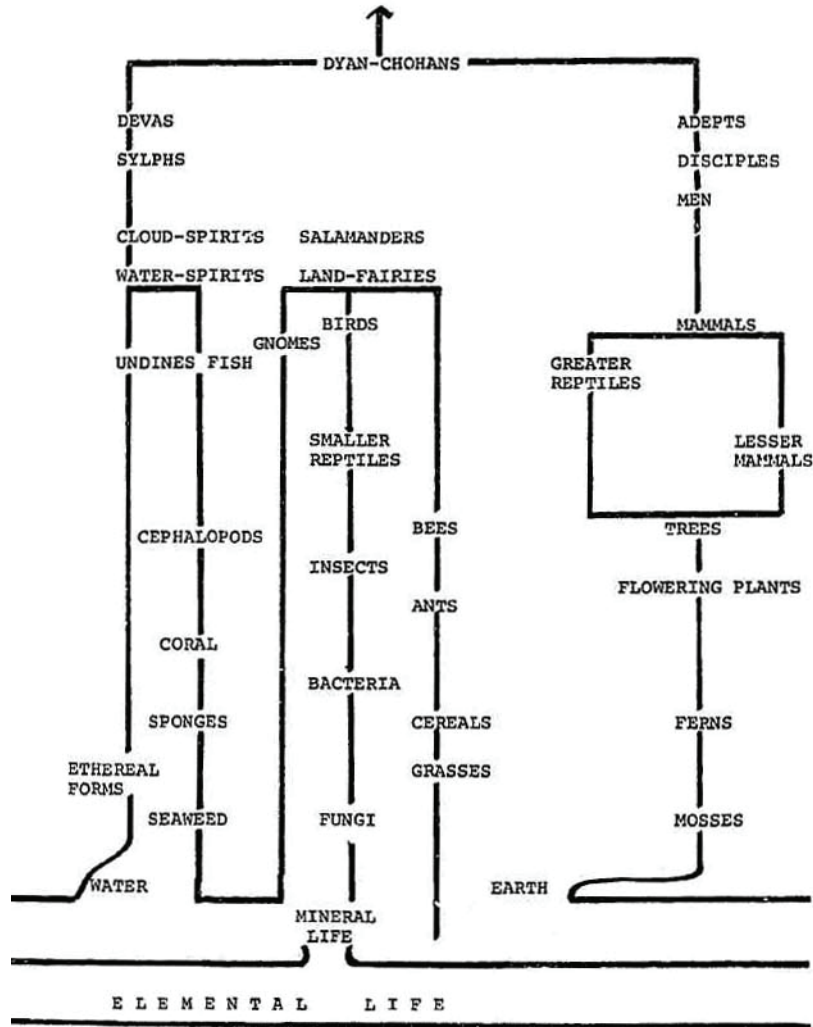 DYAN-CHOHANS
DEVAS
ADEPTS
SYLPHS
DISCIPLES
MEN
CLOUD-SPIRITS SALAMANDERS
WATER-SPIRITS LAND-FAIRIES
BIRDS
MAMMALS
GNOMES
UNDINES FISH
GREATER
REPTILES
SMALLER
REPTILES
LESSER
MAMMALS
BEES
TREES
CEPHALOPODS
INSECTS
FLOWERING PLANTS
ANTS
CORAL
BACTERIA
SPONGES
CEREALS
FERNS
ETHEREAL
FORMS
GRASSES
SEAWEED
FUNGI
MOSSES
WATER
EARTH
MINERAL
LIFE
ELEMENTAL LIFE